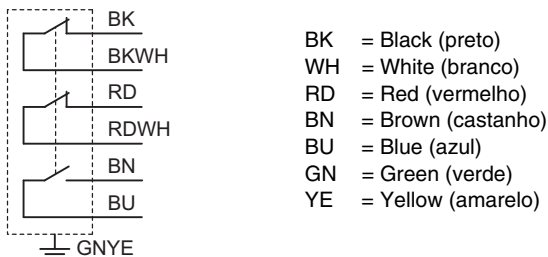 BK
BKWH
RD
RDWH
BN
BU
GNYE
BK = Black (preto)
WH = White (branco)
RD = Red (vermelho)
BN = Brown (castanho)
BU = Blue (azul)
GN = Green (verde)
YE = Yellow (amarelo)